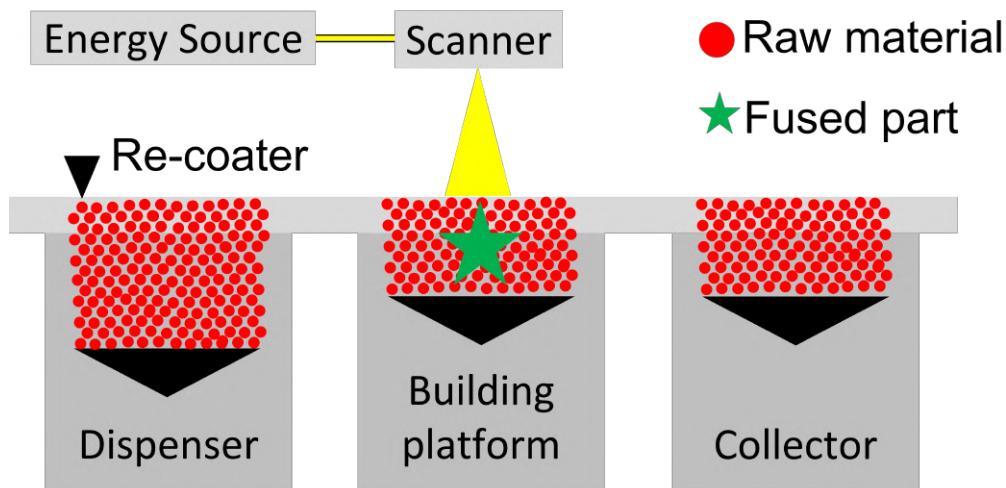 Energy Source
Scanner
Raw material
Fused part
Re-coater
Dispenser
Building
platform
Collector